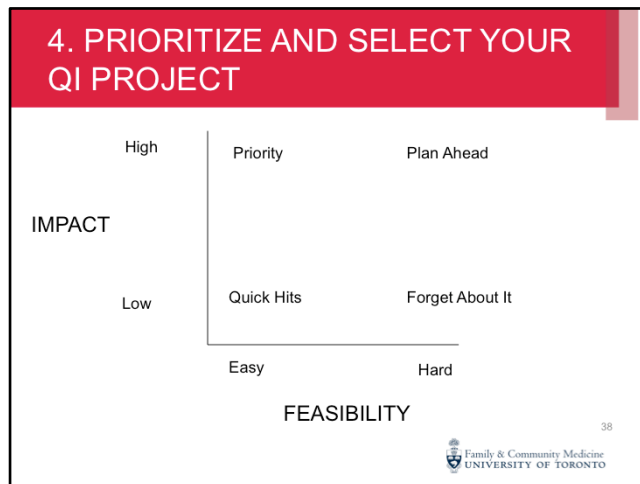 4. PRIORITIZE AND SELECT YOUR
QI PROJECT
High
Priority
Plan Ahead
IMPACT
Low
Quick Hits
Forget About It
Easy
Hard
FEASIBILITY
38
Family & Community Medicine
UNIVERSITY OF TORONTO